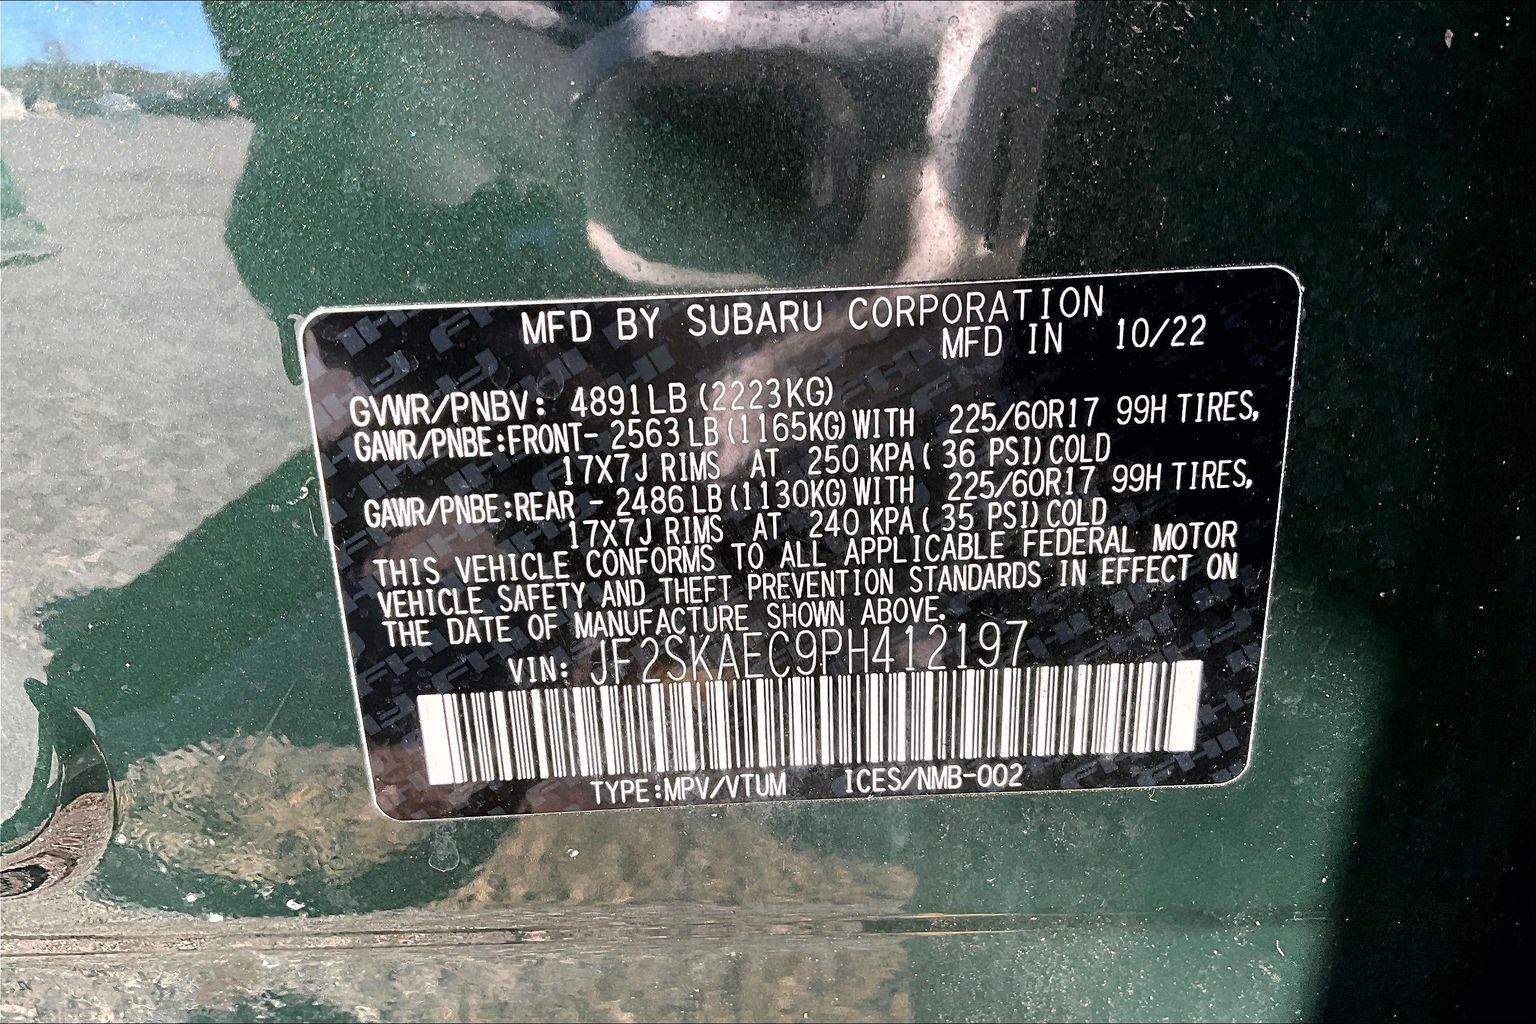 MFD BY SUBARU CORPORATION
MFD IN 10/22
GVWR/PNBV: 4891LB (2223KG)
GAWR/PNBE:FRONT- 2563LB(1165KG)WITH 225/60R17 99H TIRES,
17X7J RIMS AT 250 KPA( 36 PSI)COLD
GAWR/PNBE:REAR - 2486LB(1130KG)WITH 225/60R17 99H TIRES,
17X7J RIMS AT 240 KPA( 35 PSI)COLD
THIS VEHICLE CONFORMS TO ALL APPLICABLE FEDERAL MOTOR
VEHICLE SAFETY AND THEFT PREVENTION STANDARDS IN EFFECT ON
THE DATE OF MANUFACTURE SHOWN ABOVE.
VIN: JF2SKAEC9PH412197
TYPE:MPV/VTUM ICES/NMB-002